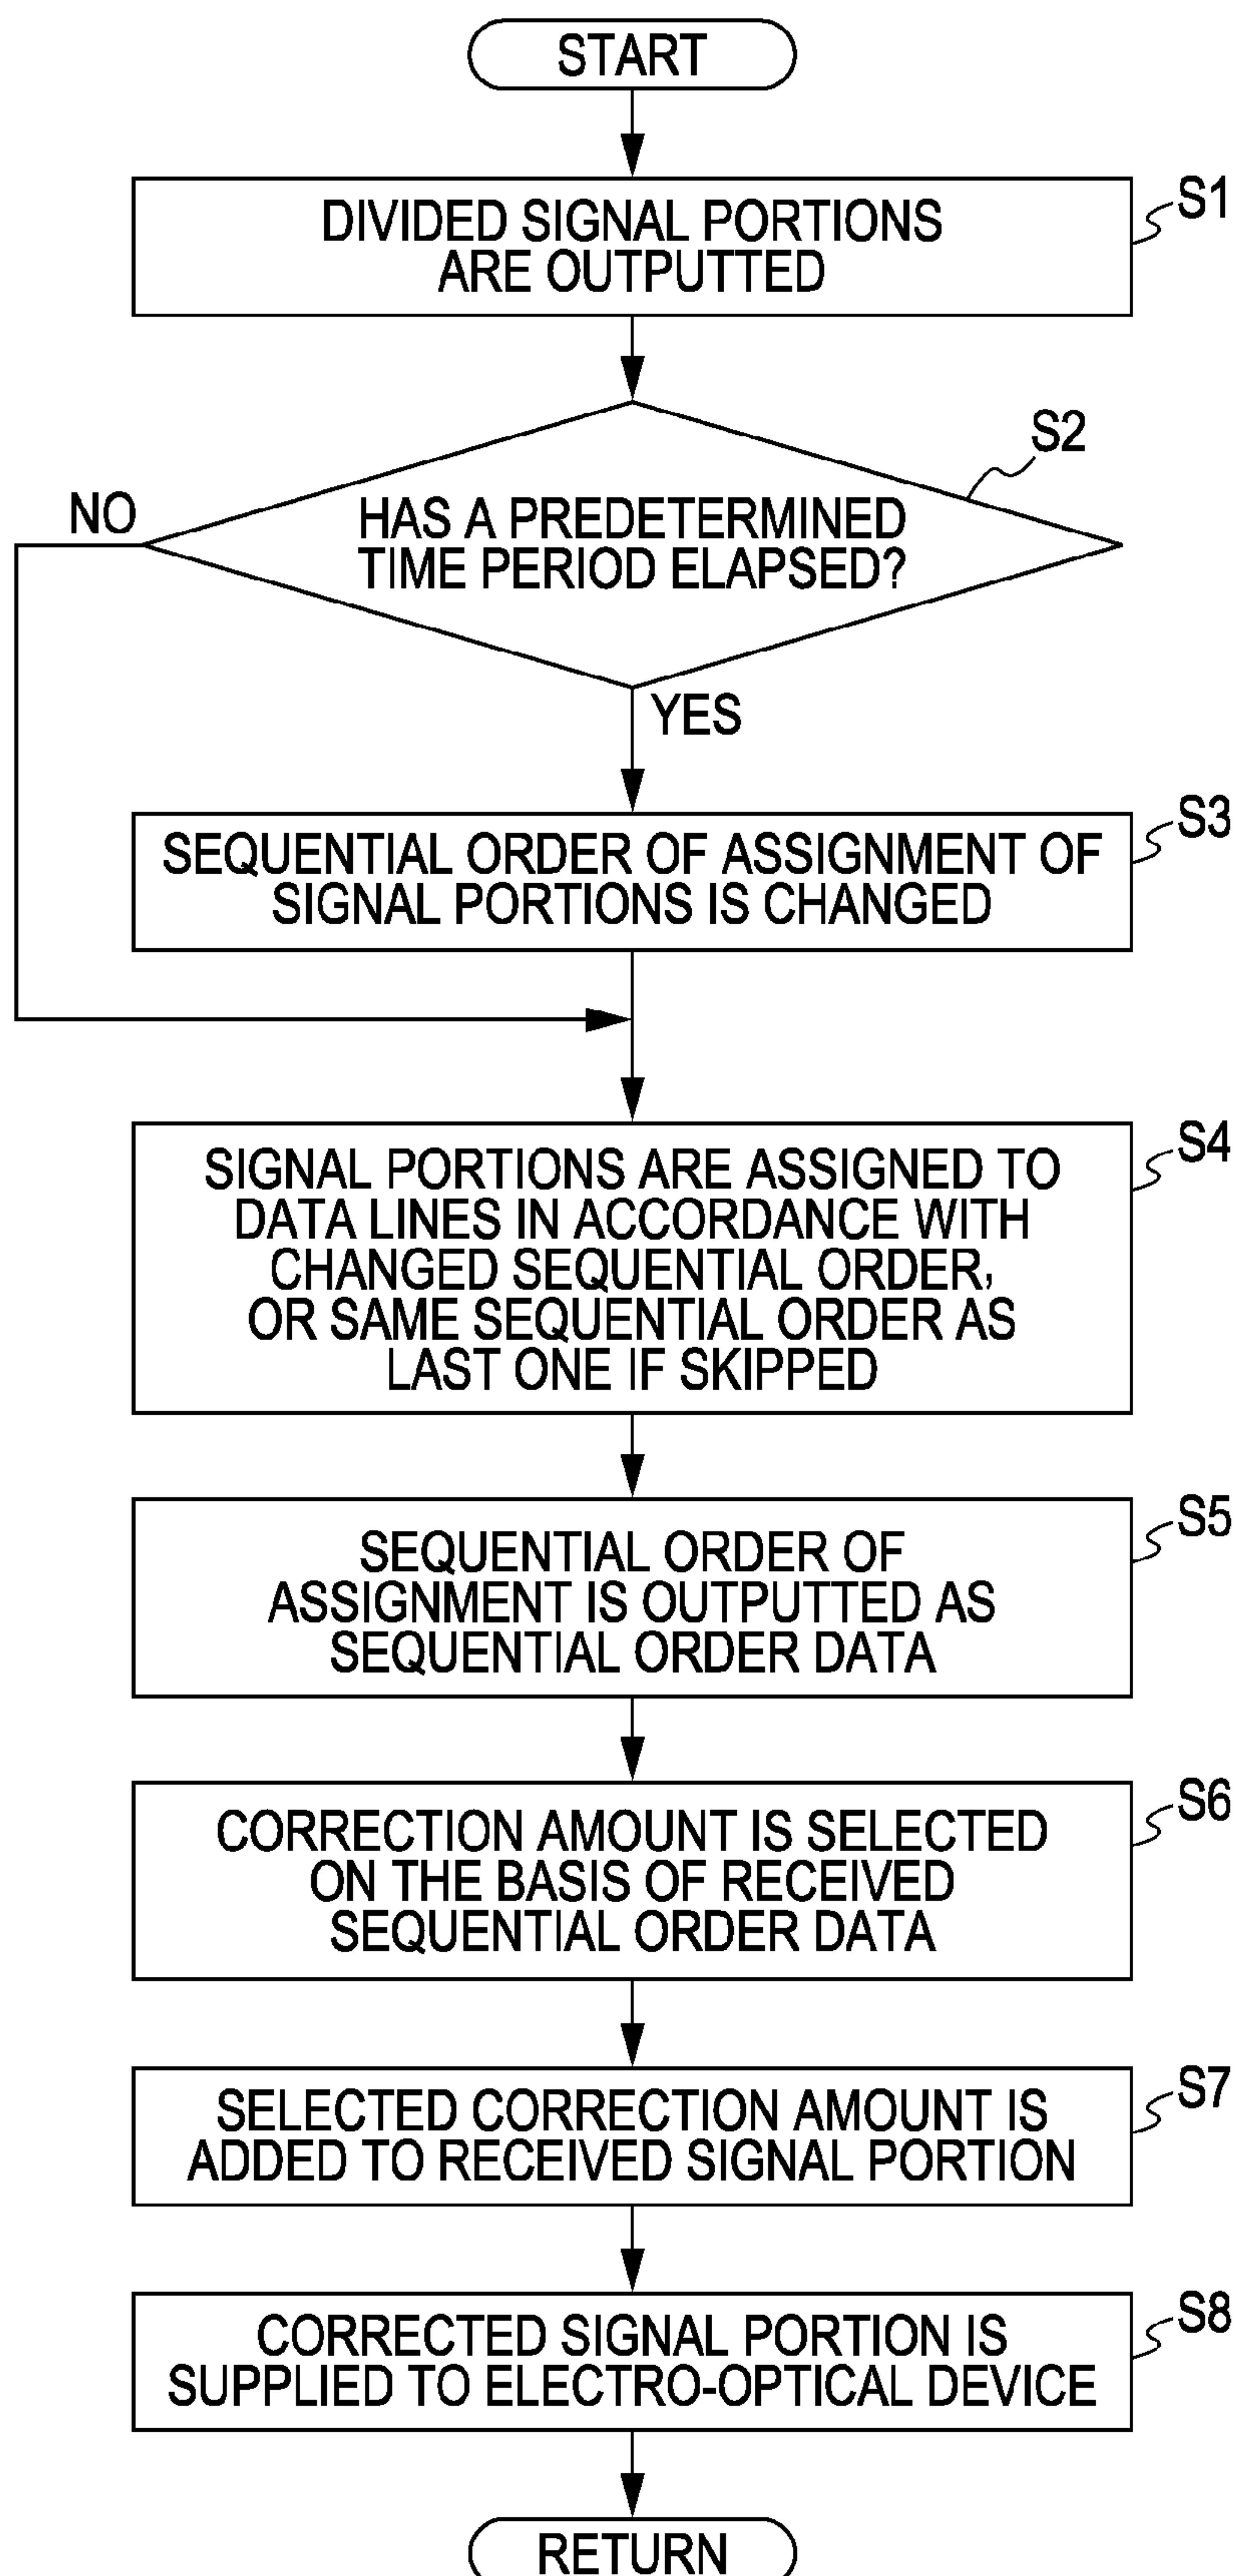 START
S1
DIVIDED SIGNAL PORTIONS
ARE OUTPUTTED
S2
NO
HAS A PREDETERMINED
TIME PERIOD ELAPSED?
YES
S3
SEQUENTIAL ORDER OF ASSIGNMENT OF
SIGNAL PORTIONS IS CHANGED
S4
SIGNAL PORTIONS ARE ASSIGNED TO
DATA LINES IN ACCORDANCE WITH
CHANGED SEQUENTIAL ORDER,
OR SAME SEQUENTIAL ORDER AS
LAST ONE IF SKIPPED
S5
SEQUENTIAL ORDER OF
ASSIGNMENT IS OUTPUTTED AS
SEQUENTIAL ORDER DATA
S6
CORRECTION AMOUNT IS SELECTED
ON THE BASIS OF RECEIVED
SEQUENTIAL ORDER DATA
S7
SELECTED CORRECTION AMOUNT IS
ADDED TO RECEIVED SIGNAL PORTION
S8
CORRECTED SIGNAL PORTION IS
SUPPLIED TO ELECTRO-OPTICAL DEVICE
RETURN